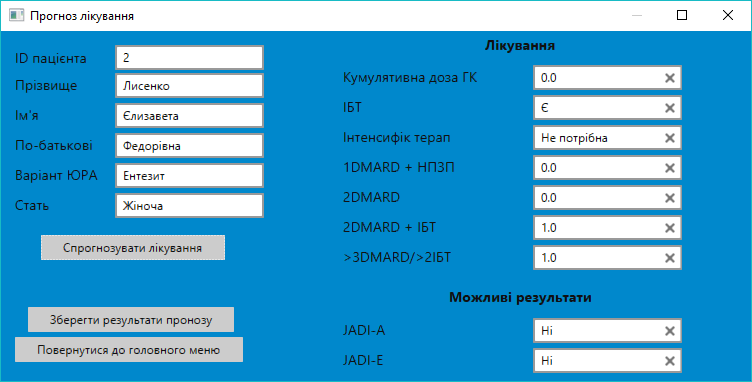 Прогноз лікування
ID пацієнта 2
Прізвище Лисенко
Ім'я Єлизавета
По-батькові Федорівна
Варіант ЮРА Ентезит
Стать Жіноча
Спрогнозувати лікування
Зберегти результати пронозу
Повернутися до головного меню
Лікування
Кумулятивна доза ГК 0.0
ІБТ Є
Інтенсифік терап Не потрібна
1DMARD + НПЗП 0.0
2DMARD 0.0
2DMARD + ІБТ 1.0
>3DMARD/>2ІБТ 1.0
Можливі результати
JADI-A Ні
JADI-E Ні